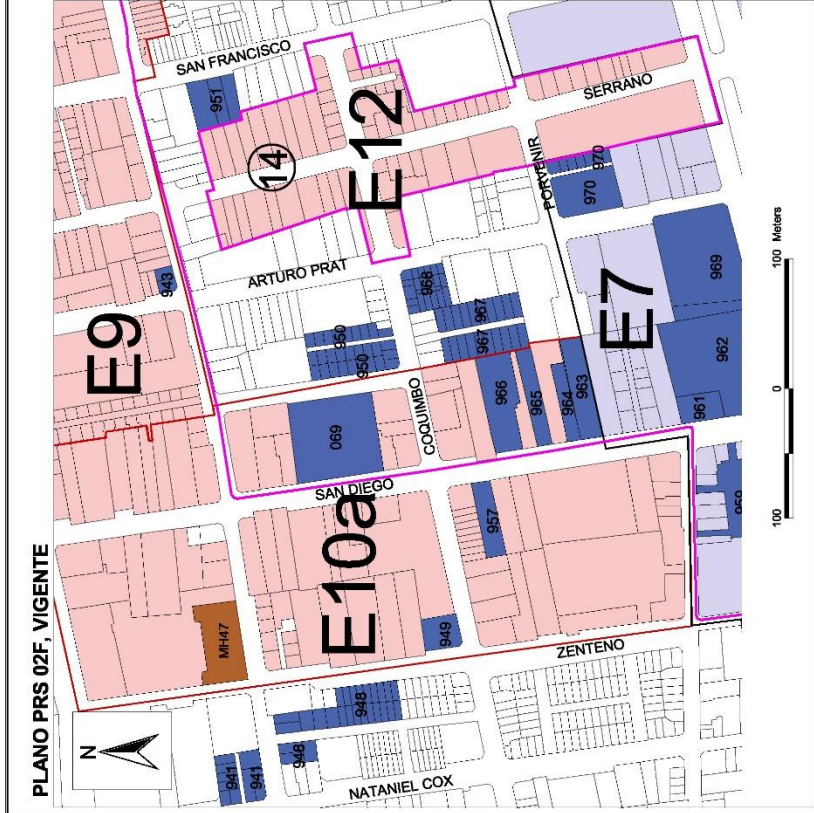 PLANO PRS 02F, VIGENTE
N
SAN FRANCISCO
951
14
E12
SERRANO
PORVENIR
970
970
943
ARTURO PRAT
E9
968
967
967
950
950
E7
969
962
961
966
965
964
963
069
COQUIMBO
SAN DIEGO
E10a
957
959
MH47
949
ZENTENO
948
948
941
941
NATANIEL COX
100 0 100 Meters